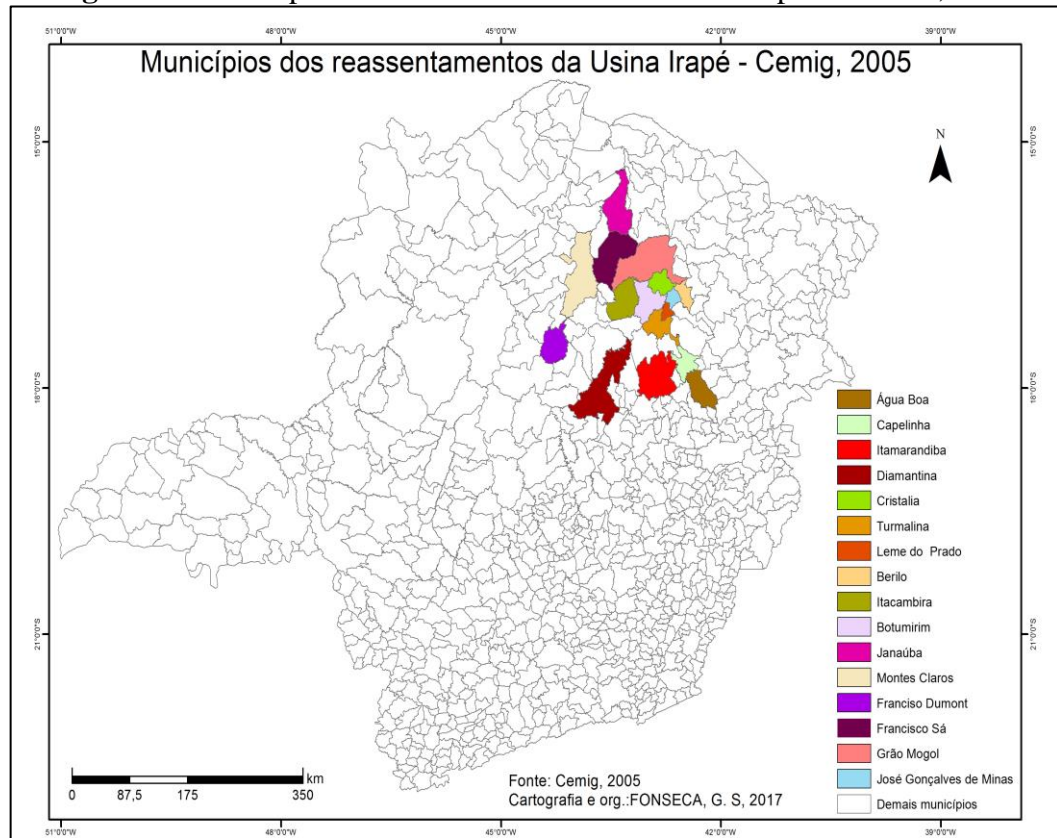 51°0'0"O 48°0'0"O 45°0'0"O 42°0'0"O 39°0'0"O
Municípios dos reassentamentos da Usina Irapé - Cemig, 2005
15°0'0"S 15°0'0"S
N
18°0'0"S 18°0'0"S
Água Boa
Capelinha
Itamarandiba
Diamantina
Cristalia
Turmalina
Leme do Prado
Berilo
Itacambira
Botumirim
Janaúba
Montes Claros
Franciso Dumont
Francisco Sá
Grão Mogol
José Gonçalves de Minas
Demais municípios
21°0'0"S 21°0'0"S
km
0 87,5 175 350
Fonte: Cemig, 2005
Cartografia e org.:FONSECA, G. S, 2017
51°0'0"O 48°0'0"O 45°0'0"O 42°0'0"O 39°0'0"O